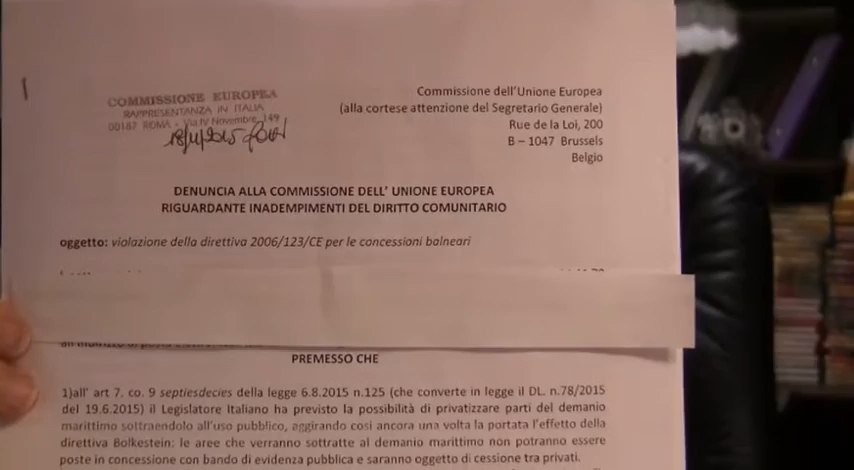 COMMISSIONE EUROPEA
RAPPRESENTANZA IN ITALIA
00187 ROMA - Via IV Novembre, 149
Commissione dell'Unione Europea
(alla cortese attenzione del Segretario Generale)
Rue de la Loi, 200
B – 1047 Brussels
Belgio
DENUNCIA ALLA COMMISSIONE DELL' UNIONE EUROPEA
RIGUARDANTE INADEMPIMENTI DEL DIRITTO COMUNITARIO
oggetto: violazione della direttiva 2006/123/CE per le concessioni balneari
PREMESSO CHE
1)all' art 7. co. 9 septiesdecies della legge 6.8.2015 n.125 (che converte in legge il DL. n.78/2015
del 19.6.2015) il Legislatore Italiano ha previsto la possibilità di privatizzare parti del demanio
marittimo sottraendolo all'uso pubblico, aggirando così ancora una volta la portata l'effetto della
direttiva Bolkestein: le aree che verranno sottratte al demanio marittimo non potranno essere
poste in concessione con bando di evidenza pubblica e saranno oggetto di cessione tra privati.